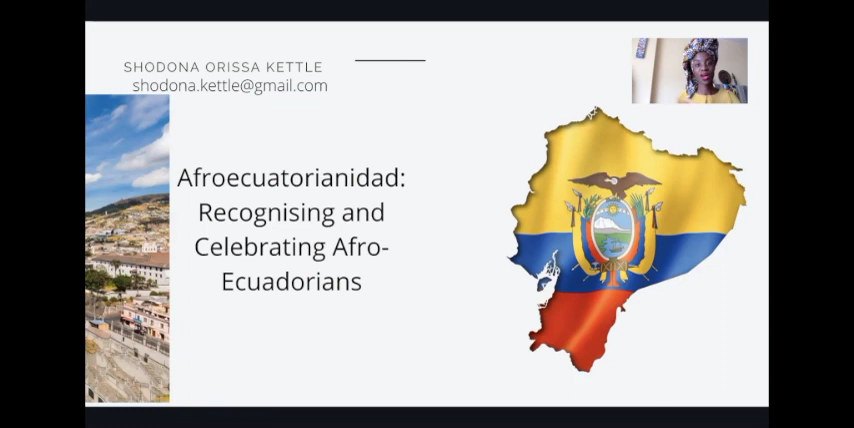 SHODONA ORISSA KETTLE
shodona.kettle@gmail.com
Afroecuatorianidad:
Recognising and
Celebrating Afro-
Ecuadorians